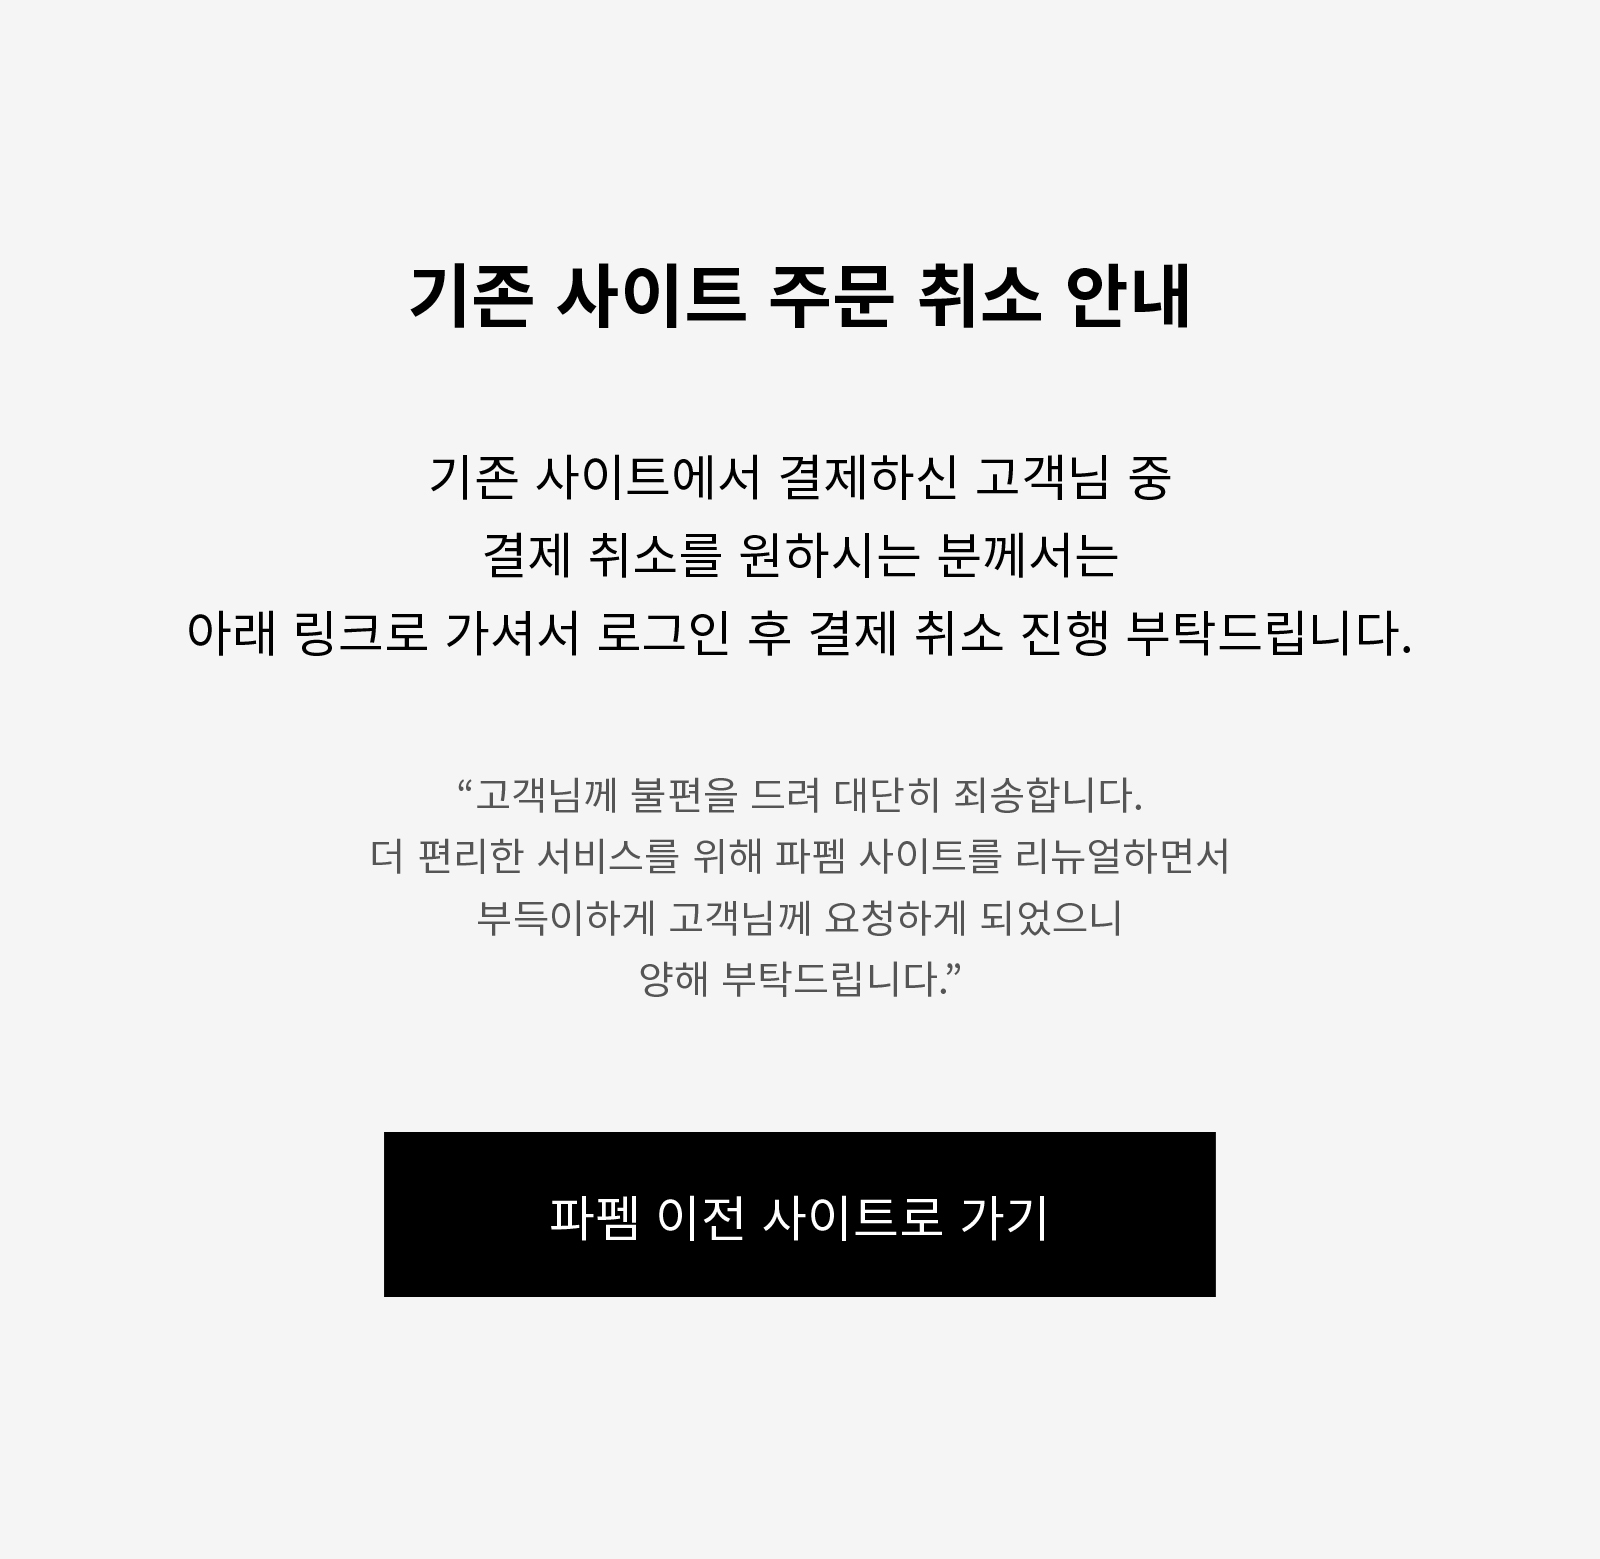 기존 사이트 주문 취소 안내
기존 사이트에서 결제하신 고객님 중
결제 취소를 원하시는 분께서는
아래 링크로 가셔서 로그인 후 결제 취소 진행 부탁드립니다.
“고객님께 불편을 드려 대단히 죄송합니다.
더 편리한 서비스를 위해 파펨 사이트를 리뉴얼하면서
부득이하게 고객님께 요청하게 되었으니
양해 부탁드립니다.”
파펨 이전 사이트로 가기